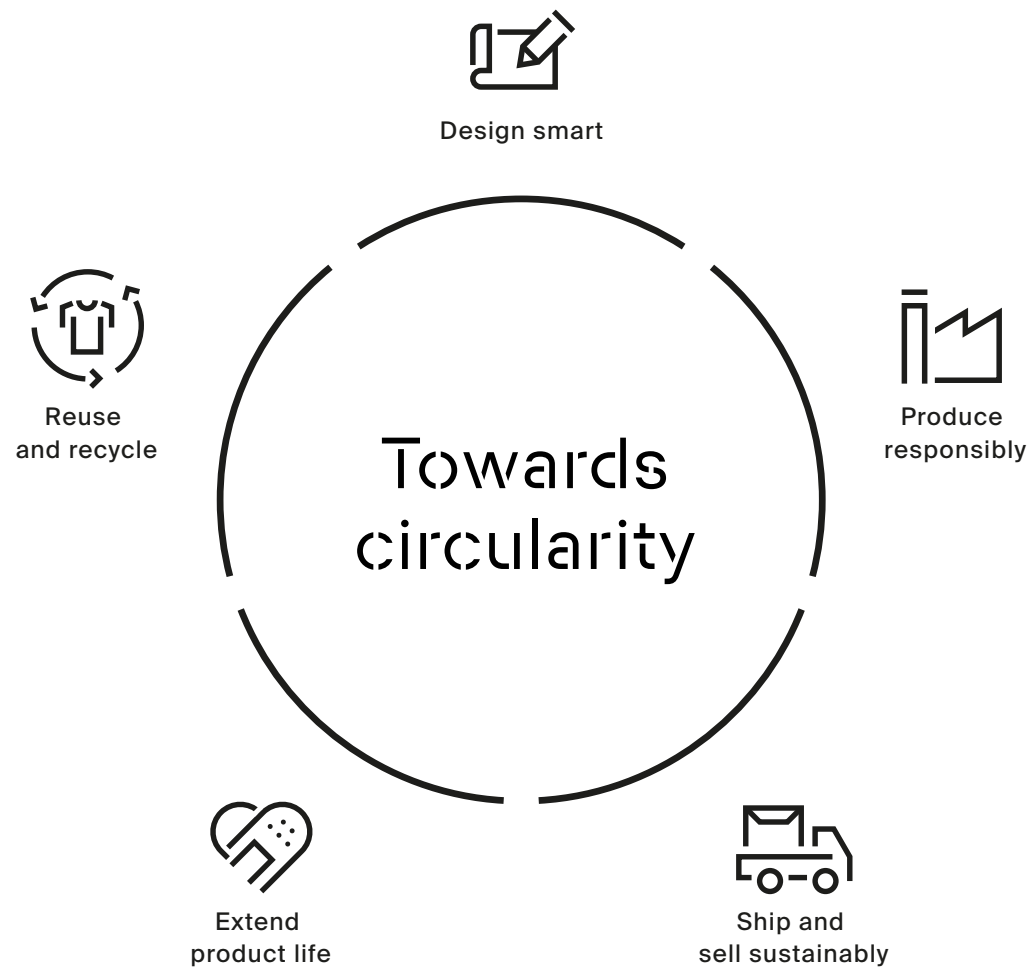 Design smart
Reuse
and recycle
Produce
responsibly
Towards
circularity
Extend
product life
Ship and
sell sustainably